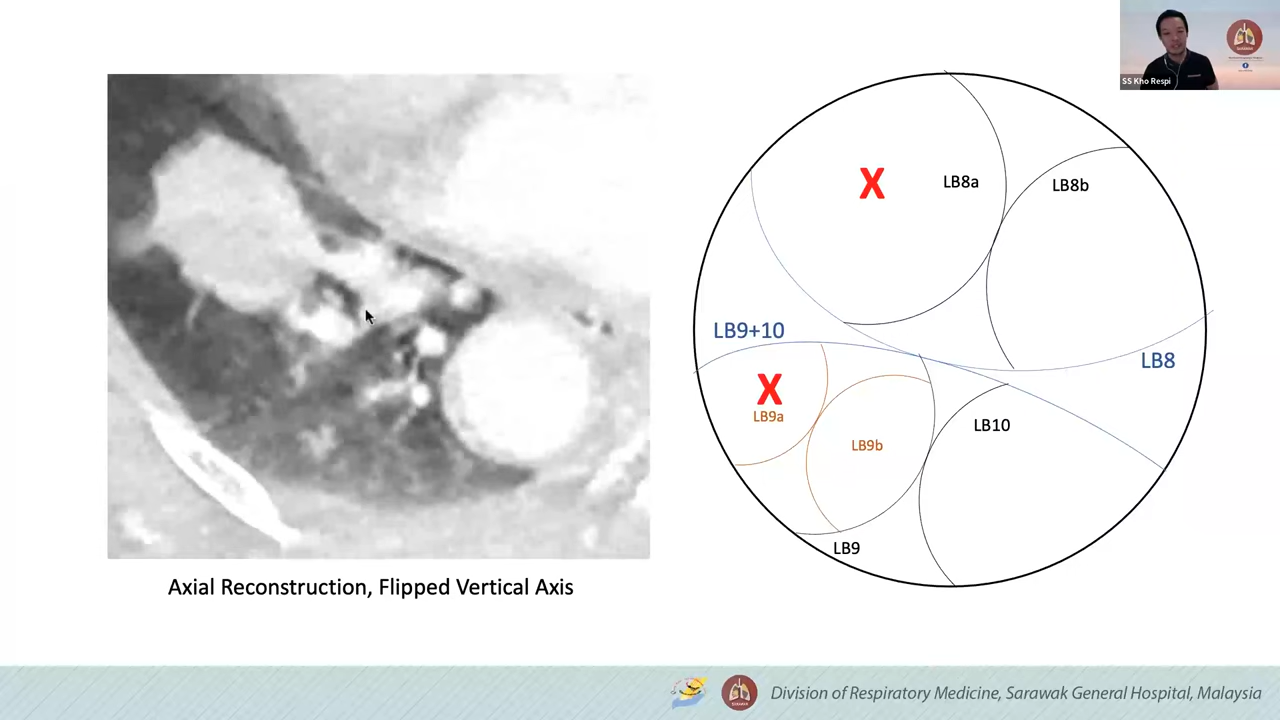 SS Kho Respi
X
LB8a
LB8b
LB9+10
LB8
X
LB9a
LB9b
LB10
LB9
Axial Reconstruction, Flipped Vertical Axis
Division of Respiratory Medicine, Sarawak General Hospital, Malaysia